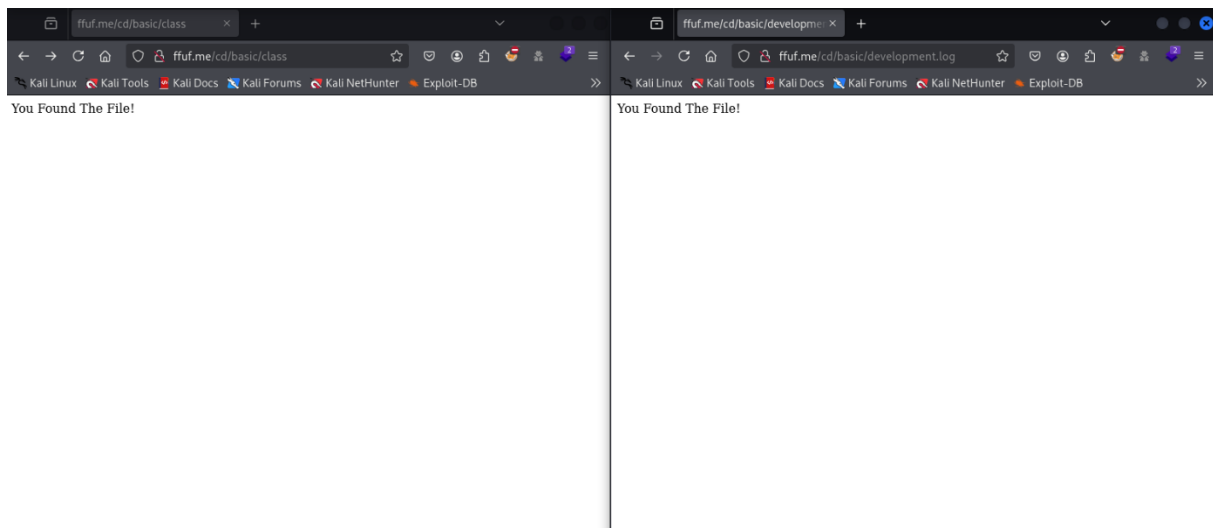 ffuf.me/cd/basic/class
ffuf.me/cd/basic/class
Kali Linux Kali Tools Kali Docs Kali Forums Kali NetHunter Exploit-DB
You Found The File!
ffuf.me/cd/basic/developmen
ffuf.me/cd/basic/development.log
2
Kali Linux Kali Tools Kali Docs Kali Forums Kali NetHunter Exploit-DB
You Found The File!